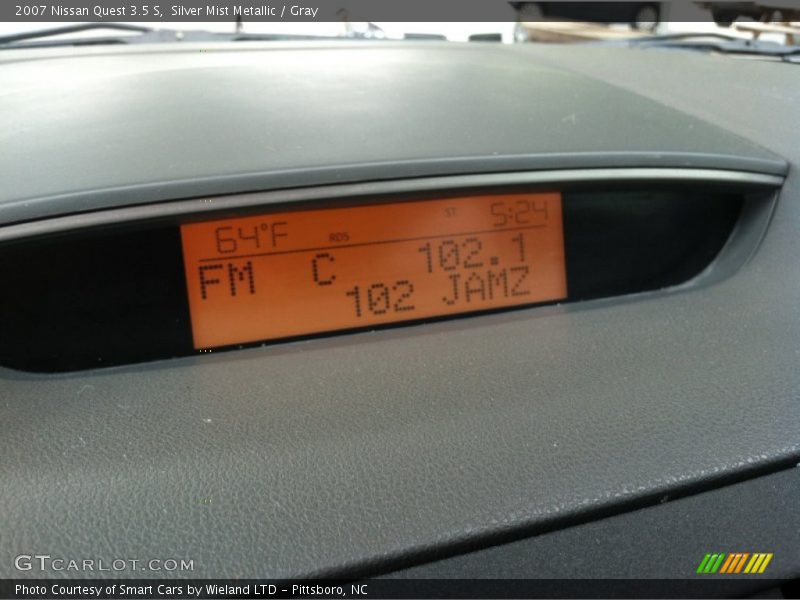 2007 Nissan Quest 3.5 S, Silver Mist Metallic / Gray
64°F RDS ST 5:24
FM C 102.1
102 JAMZ
GTCARLOT.COM
Photo Courtesy of Smart Cars by Wieland LTD - Pittsboro, NC